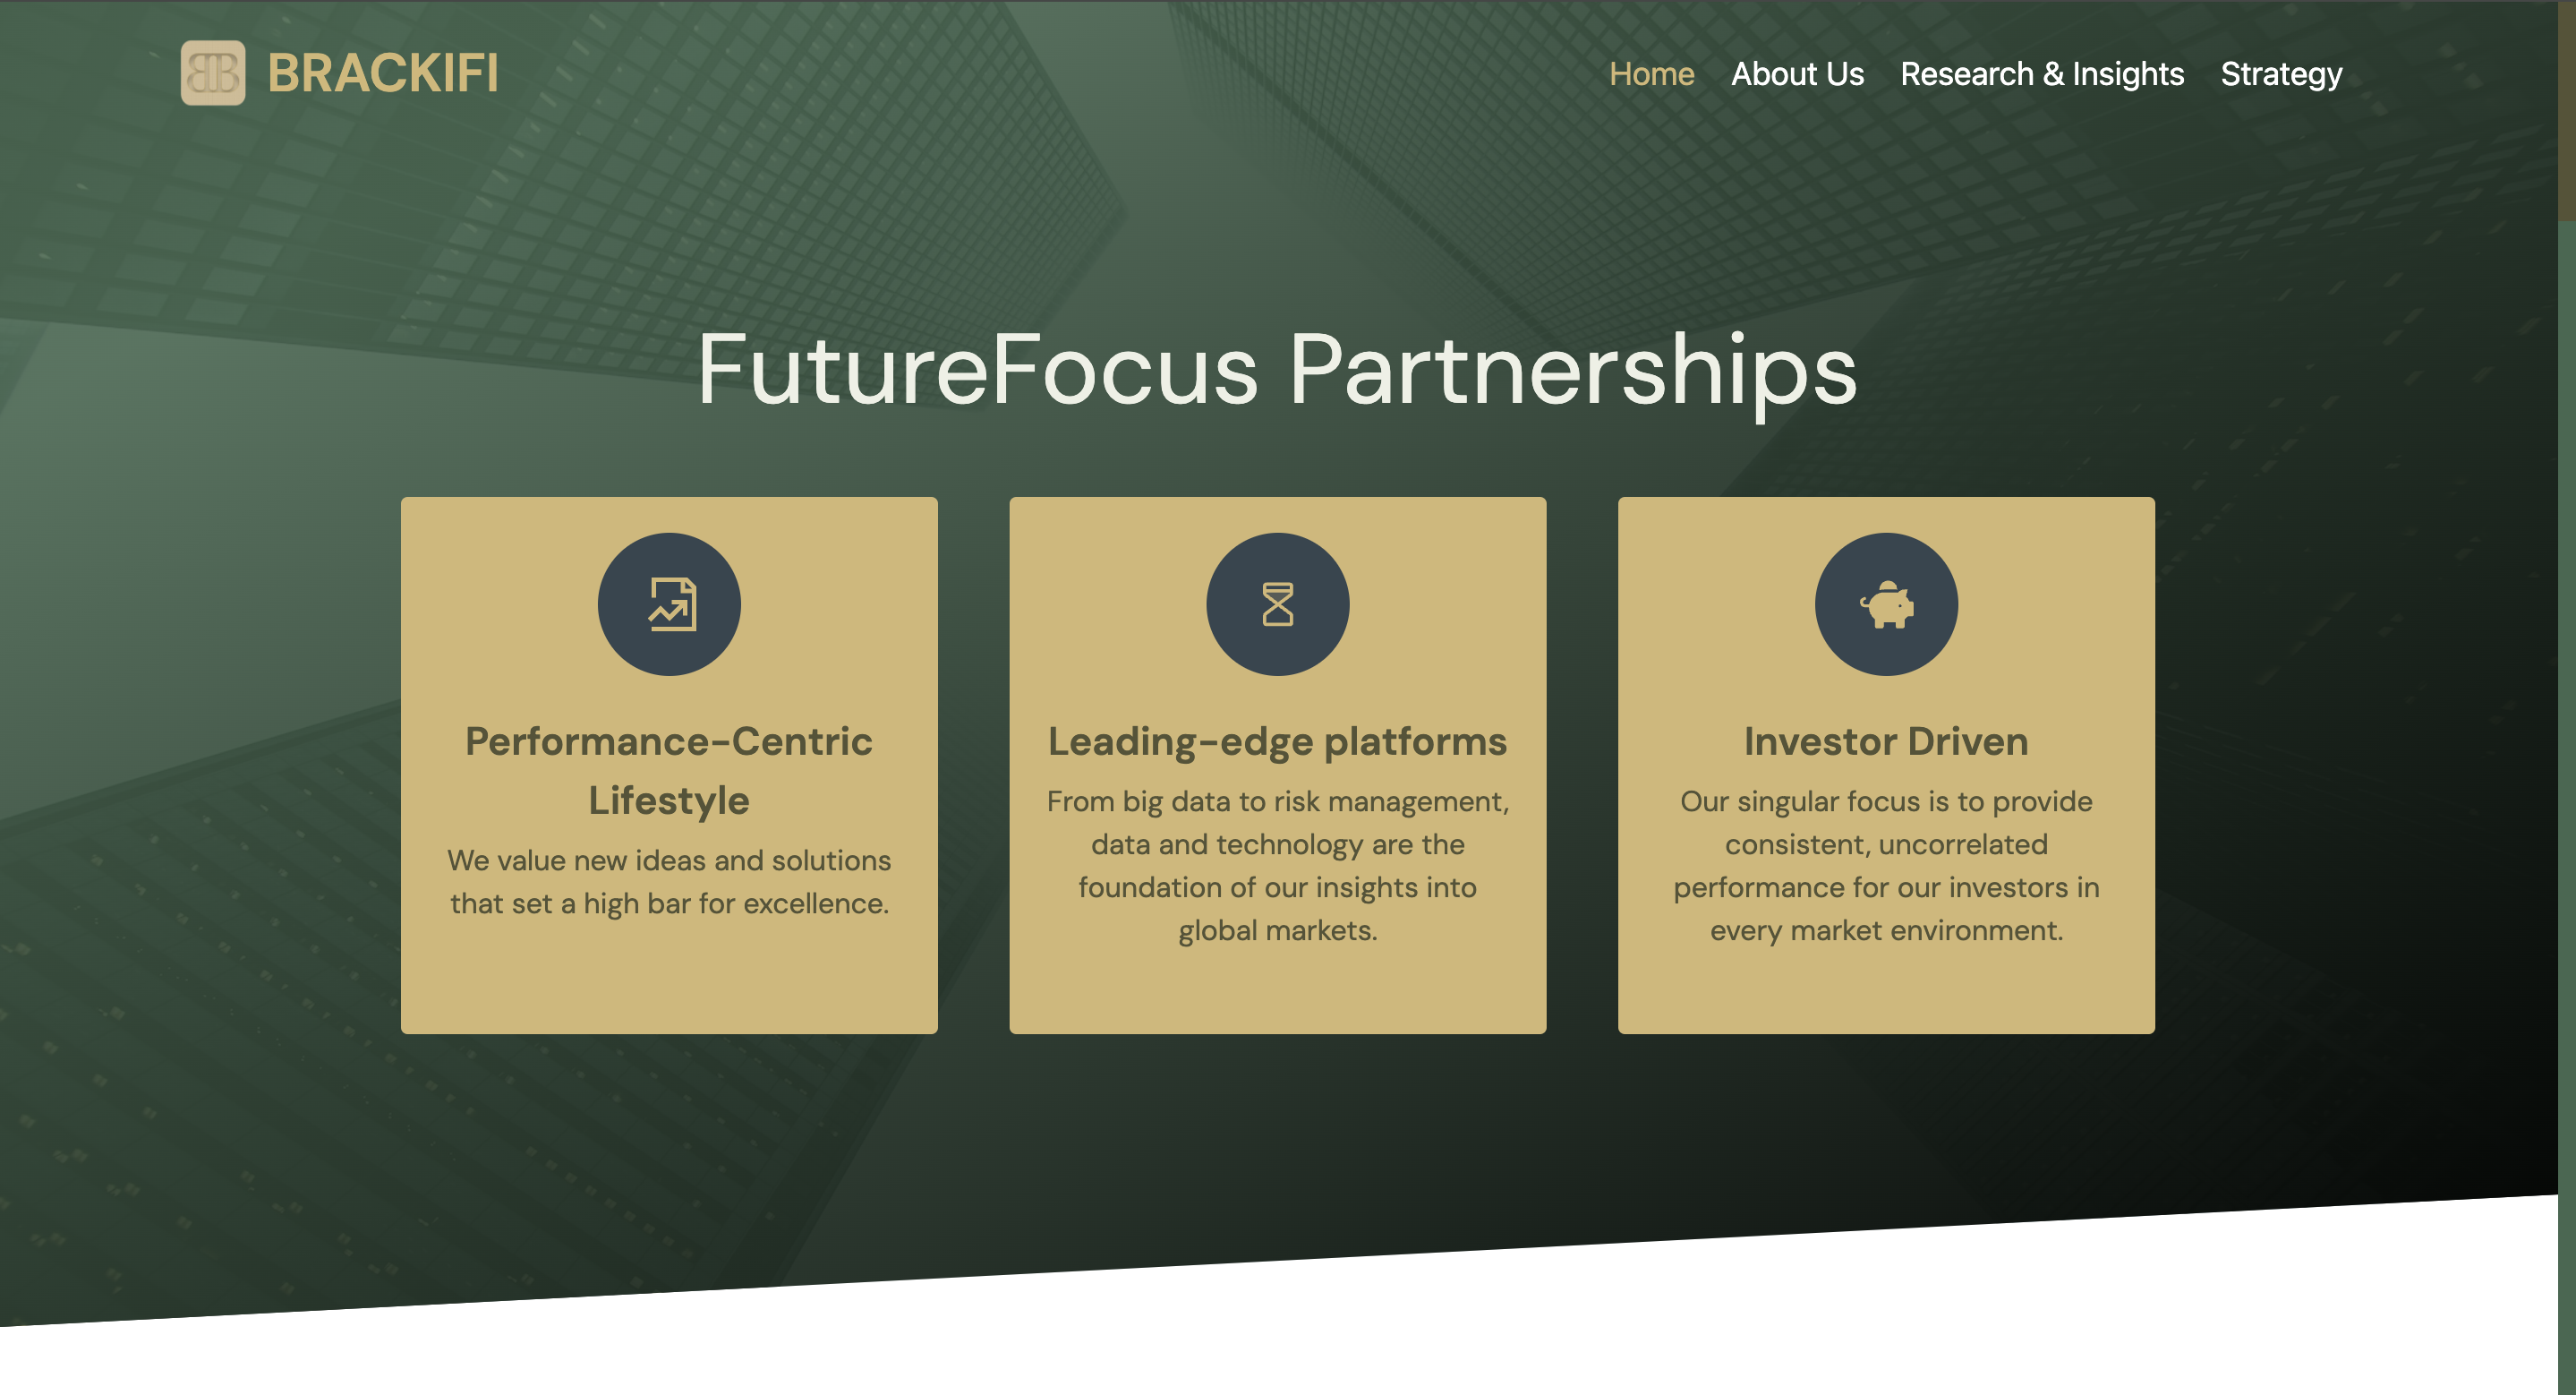 BB BRACKIFI
Home About Us Research & Insights Strategy
FutureFocus Partnerships
Performance-Centric
Lifestyle
We value new ideas and solutions
that set a high bar for excellence.
Leading-edge platforms
From big data to risk management,
data and technology are the
foundation of our insights into
global markets.
Investor Driven
Our singular focus is to provide
consistent, uncorrelated
performance for our investors in
every market environment.